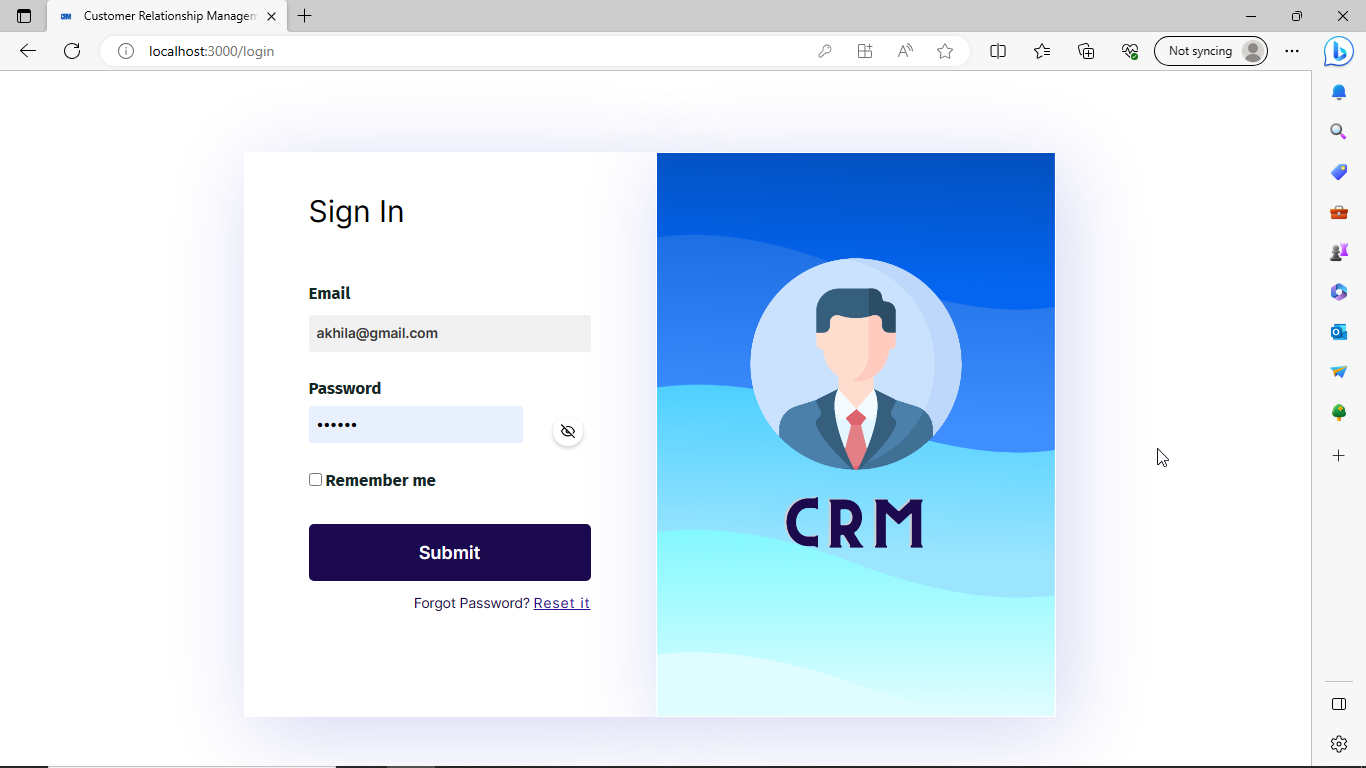 Customer Relationship Managem
localhost:3000/login
Not syncing
Sign In
Email
akhila@gmail.com
Password
••••••
Remember me
Submit
Forgot Password? Reset it
CRM